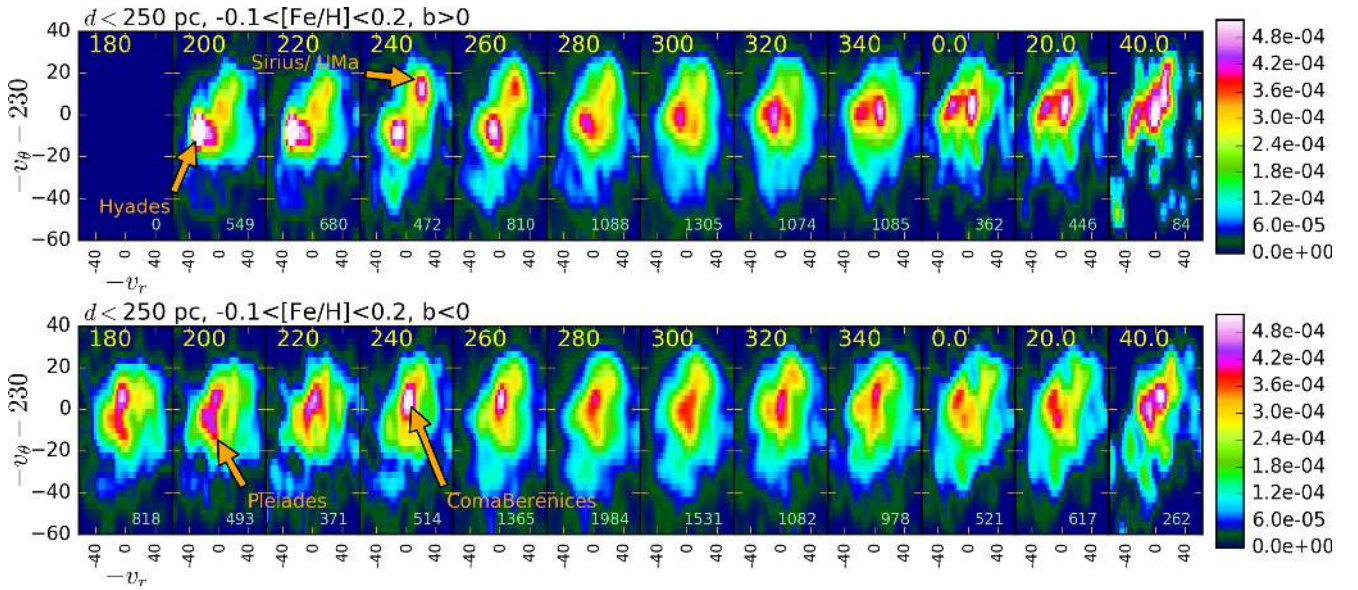 d < 250 pc, -0.1<[Fe/H]<0.2, b>0
180 200 220 240 260 280 300 320 340 0.0 20.0 40.0
Sirius/ UMa
Hyades
0 549 680 472 810 1088 1305 1074 1085 362 446 84
40
20
0
−20
−40
−60
−vθ − 230
-40 0 40 -40 0 40 -40 0 40 -40 0 40 -40 0 40 -40 0 40 -40 0 40 -40 0 40 -40 0 40 -40 0 40 -40 0 40 -40 0 40
−vr
4.8e-04
4.2e-04
3.6e-04
3.0e-04
2.4e-04
1.8e-04
1.2e-04
6.0e-05
0.0e+00
d < 250 pc, -0.1<[Fe/H]<0.2, b<0
180 200 220 240 260 280 300 320 340 0.0 20.0 40.0
Pleiades
ComaBerenices
818 493 371 514 1365 1984 1531 1082 978 521 617 262
40
20
0
−20
−40
−60
−vθ − 230
-40 0 40 -40 0 40 -40 0 40 -40 0 40 -40 0 40 -40 0 40 -40 0 40 -40 0 40 -40 0 40 -40 0 40 -40 0 40 -40 0 40
−vr
4.8e-04
4.2e-04
3.6e-04
3.0e-04
2.4e-04
1.8e-04
1.2e-04
6.0e-05
0.0e+00